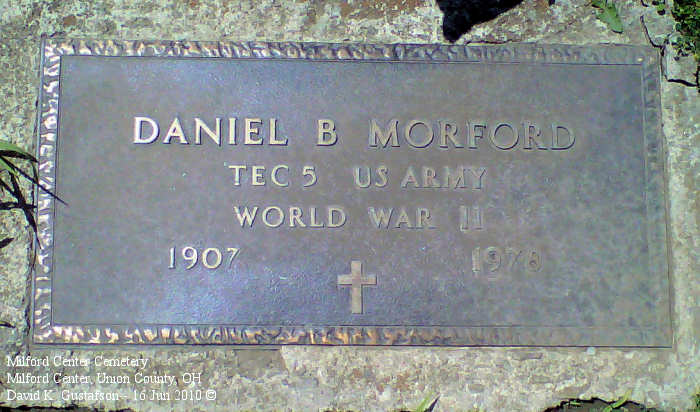 DANIEL B MORFORD
TEC 5 US ARMY
WORLD WAR II
1907 1978
Milford Center Cemetery
Milford Center, Union County, OH
David K. Gustafson - 16 Jun 2010 ©